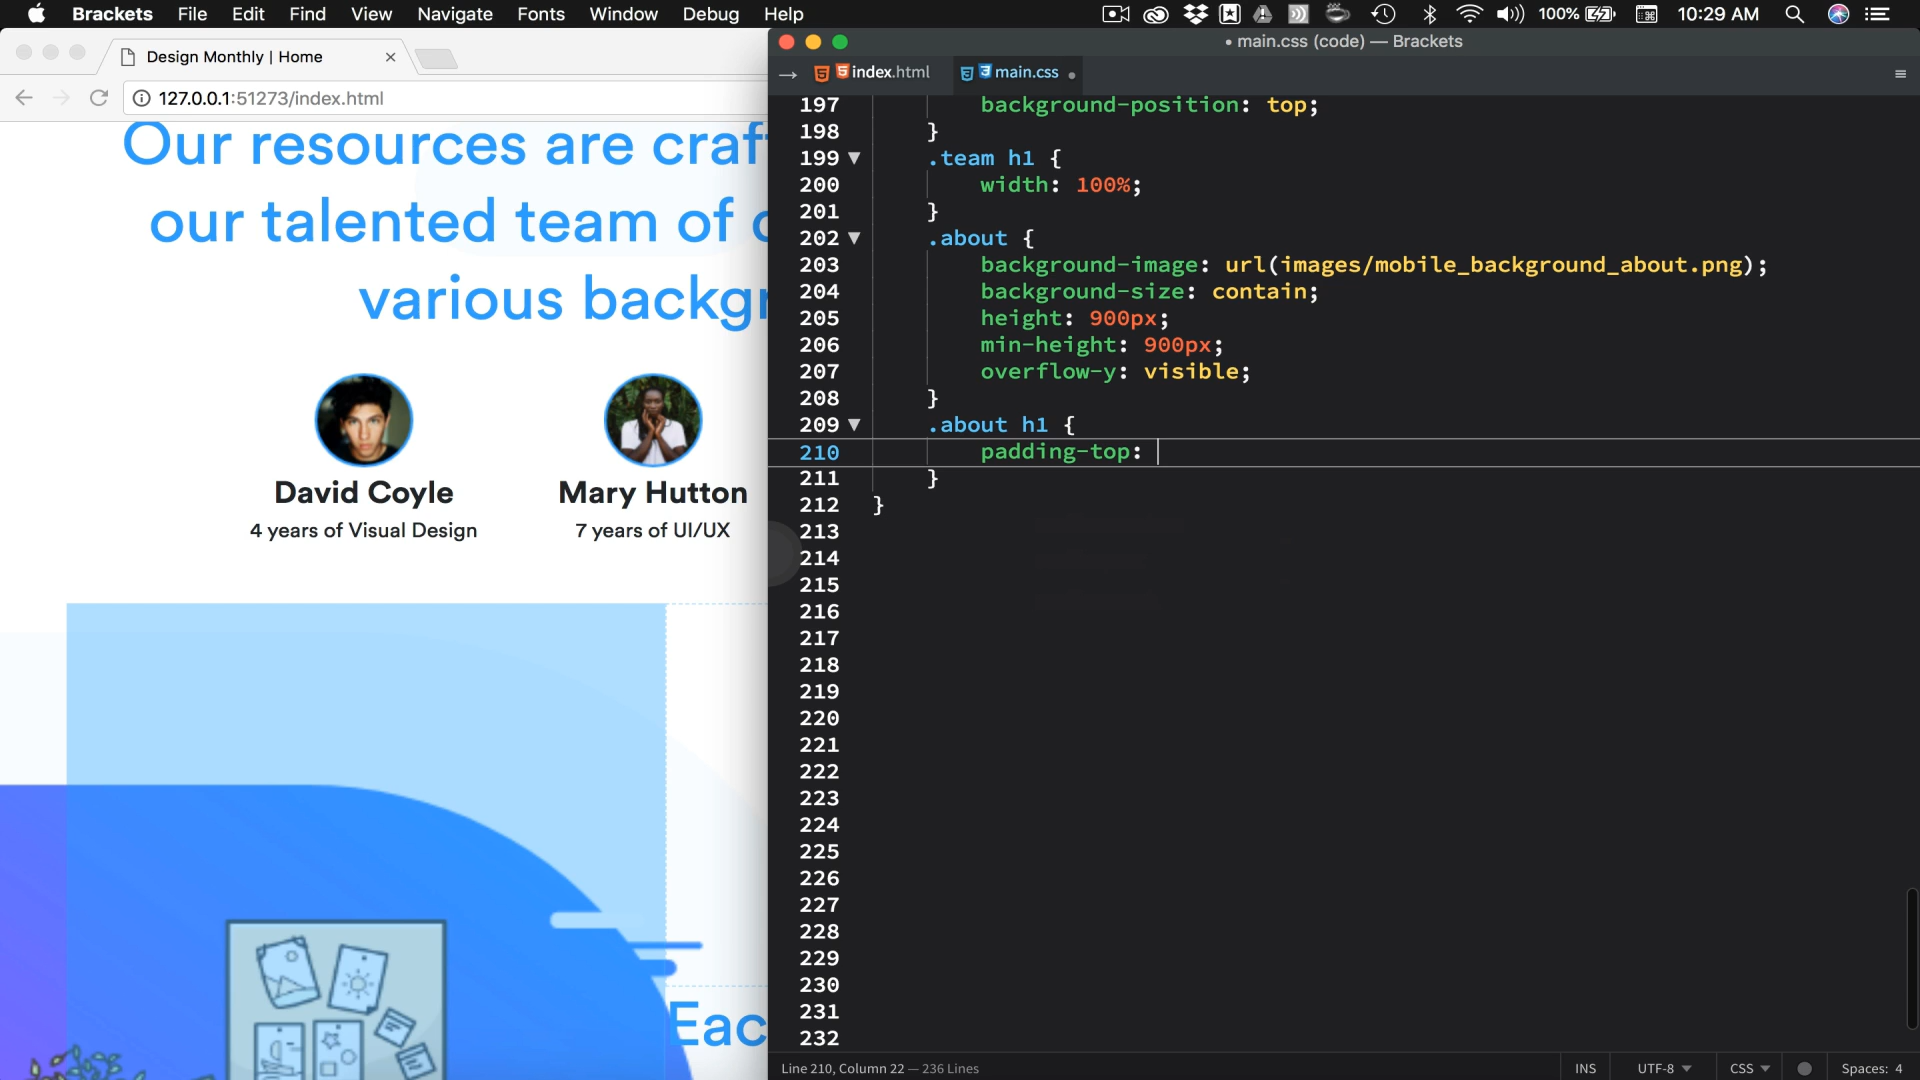 Brackets File Edit Find View Navigate Fonts Window Debug Help 100% 10:29 AM
Design Monthly | Home
127.0.0.1:51273/index.html
Our resources are craf
our talented team of
various backgr
David Coyle
4 years of Visual Design
Mary Hutton
7 years of UI/UX
Eac
• main.css (code) — Brackets
index.html
main.css
197 background-position: top;
198 }
199 .team h1 {
200 width: 100%;
201 }
202 .about {
203 background-image: url(images/mobile_background_about.png);
204 background-size: contain;
205 height: 900px;
206 min-height: 900px;
207 overflow-y: visible;
208 }
209 .about h1 {
210 padding-top:
211 }
212 }
213
214
215
216
217
218
219
220
221
222
223
224
225
226
227
228
229
230
231
232
Line 210, Column 22 — 236 Lines
INS UTF-8 CSS Spaces: 4